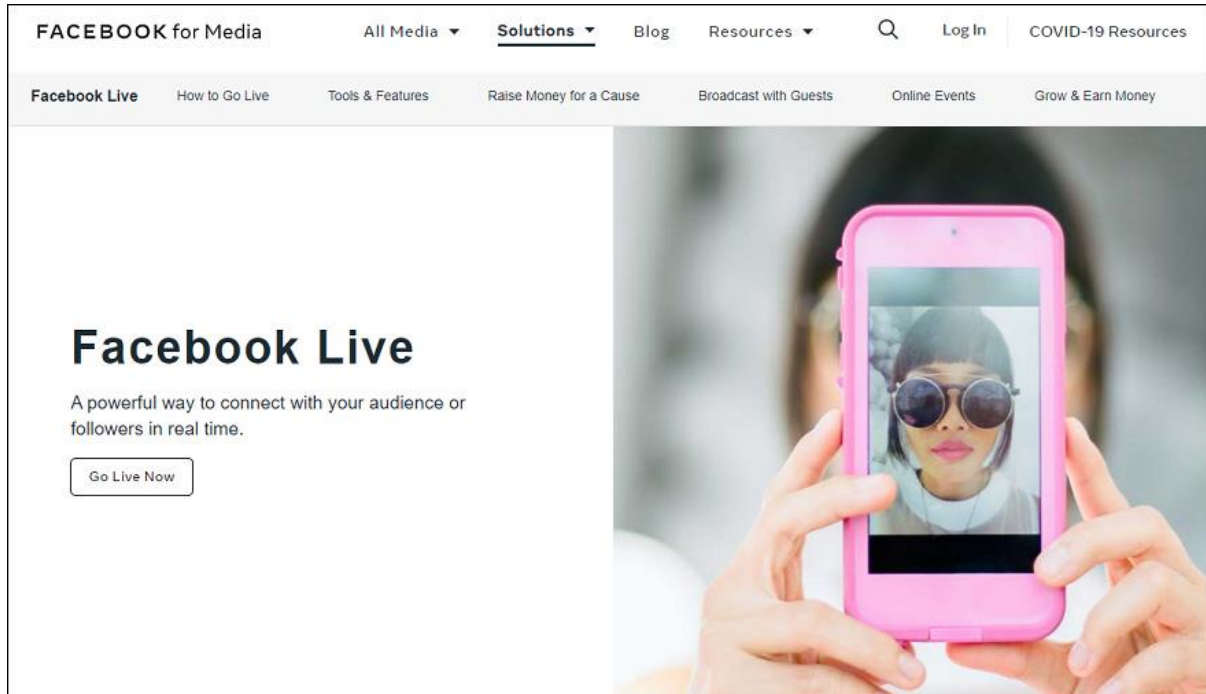 FACEBOOK for Media All Media Solutions Blog Resources Log In COVID-19 Resources
Facebook Live How to Go Live Tools & Features Raise Money for a Cause Broadcast with Guests Online Events Grow & Earn Money
Facebook Live
A powerful way to connect with your audience or
followers in real time.
Go Live Now